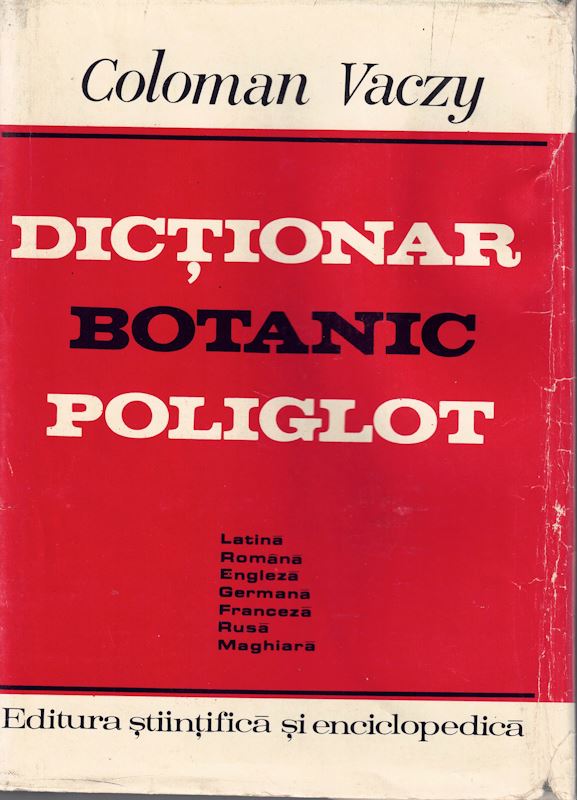 Coloman Vaczy
DICȚIONAR
BOTANIC
POLIGLOT
Latină
Română
Engleză
Germană
Franceză
Rusă
Maghiară
Editura științifică și enciclopedică